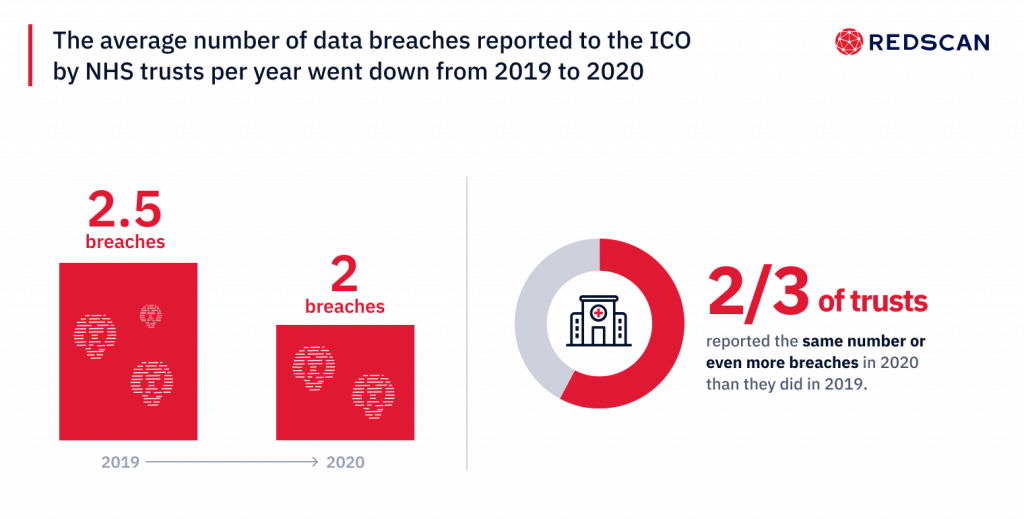 The average number of data breaches reported to the ICO
by NHS trusts per year went down from 2019 to 2020
REDSCAN
2.5
breaches
2
breaches
2019
2020
2/3 of trusts
reported the same number or
even more breaches in 2020
than they did in 2019.